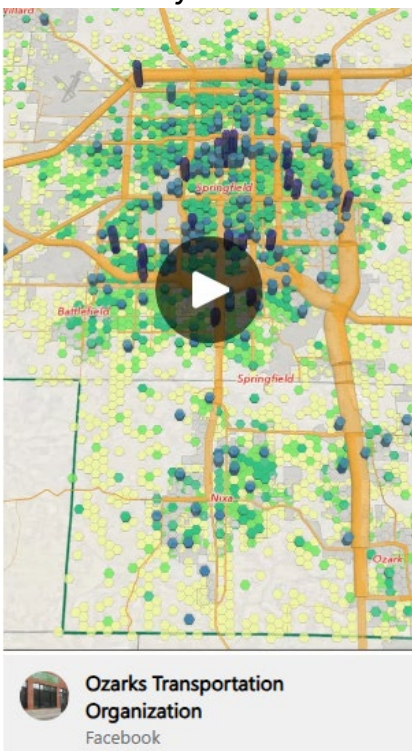 Springfield
Battlefield
Springfield
Nixa
Ozark
Ozarks Transportation
Organization
Facebook